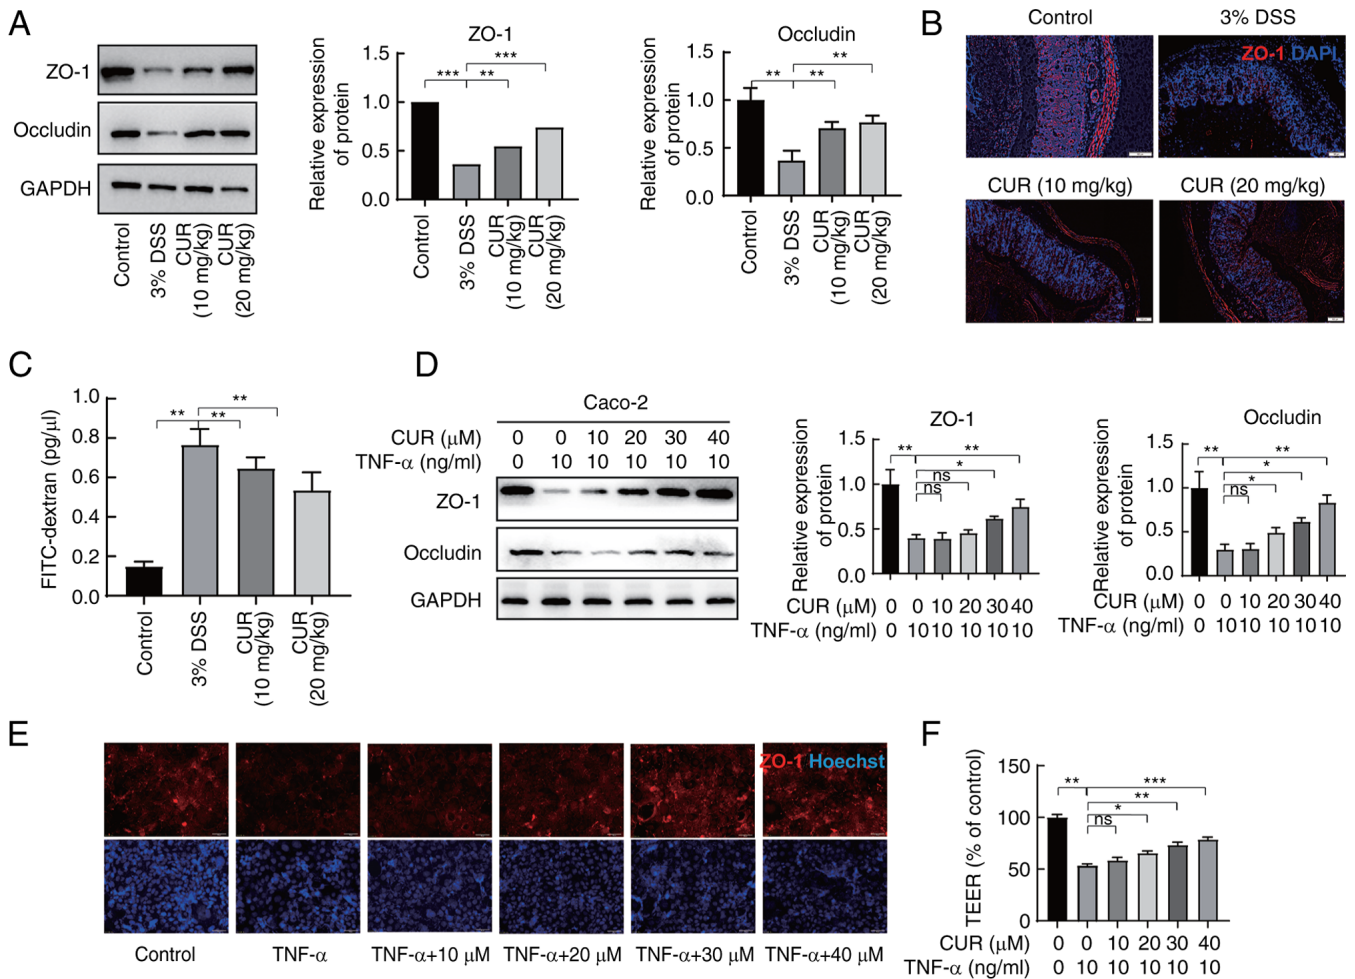 A
ZO-1
Occludin
GAPDH
Control
3% DSS
CUR
(10 mg/kg)
CUR
(20 mg/kg)
ZO-1
Relative expression
of protein
1.5
1.0
0.5
0.0
***
**
***
Control
3% DSS
CUR
(10 mg/kg)
CUR
(20 mg/kg)
Occludin
Relative expression
of protein
1.5
1.0
0.5
0.0
**
**
**
Control
3% DSS
CUR
(10 mg/kg)
CUR
(20 mg/kg)
B
Control
3% DSS
ZO-1 DAPI
CUR (10 mg/kg)
CUR (20 mg/kg)
C
FITC-dextran (pg/μl)
1.0
0.8
0.6
0.4
0.2
0.0
**
**
**
Control
3% DSS
CUR
(10 mg/kg)
CUR
(20 mg/kg)
D
Caco-2
CUR (μM) 0 0 10 20 30 40
TNF-α (ng/ml) 0 10 10 10 10 10
ZO-1
Occludin
GAPDH
ZO-1
Relative expression
of protein
1.5
1.0
0.5
0.0
**
**
*
ns
ns
CUR (μM) 0 0 10 20 30 40
TNF-α (ng/ml) 0 10 10 10 10 10
Occludin
Relative expression
of protein
1.5
1.0
0.5
0.0
**
**
*
*
ns
CUR (μM) 0 0 10 20 30 40
TNF-α (ng/ml) 0 10 10 10 10 10
E
ZO-1 Hoechst
Control
TNF-α
TNF-α+10 μM
TNF-α+20 μM
TNF-α+30 μM
TNF-α+40 μM
F
TEER (% of control)
150
100
50
0
**
***
**
*
ns
CUR (μM) 0 0 10 20 30 40
TNF-α (ng/ml) 0 10 10 10 10 10